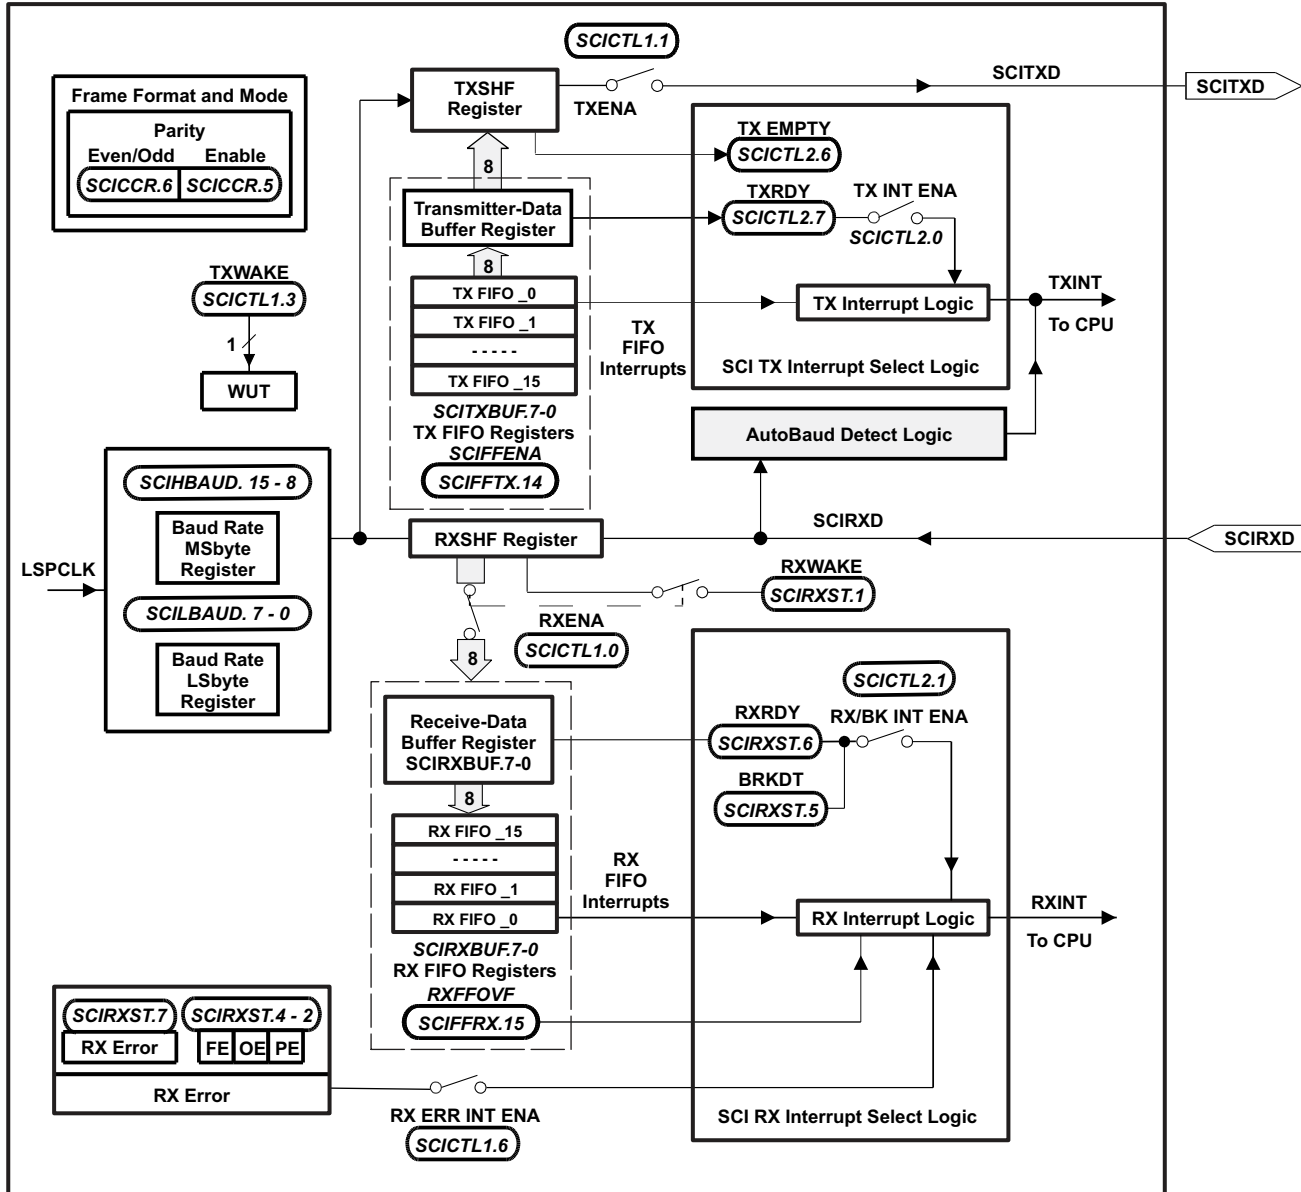 SCICTL1.1
TXSHF
Register
TXENA
SCITXD
SCITXD
Frame Format and Mode
Parity
Even/Odd
Enable
SCICCR.6
SCICCR.5
TX EMPTY
SCICTL2.6
8
Transmitter-Data
Buffer Register
TXRDY
SCICTL2.7
TX INT ENA
SCICTL2.0
8
TXWAKE
SCICTL1.3
1
WUT
TX FIFO _0
TX FIFO _1
- - - - -
TX FIFO _15
TX
FIFO
Interrupts
TX Interrupt Logic
TXINT
To CPU
SCI TX Interrupt Select Logic
SCITXBUF.7-0
TX FIFO Registers
SCIFFENA
SCIFFTX.14
AutoBaud Detect Logic
LSPCLK
SCIHBAUD. 15 - 8
Baud Rate
MSbyte
Register
SCILBAUD. 7 - 0
Baud Rate
LSbyte
Register
RXSHF Register
SCIRXD
SCIRXD
RXWAKE
SCIRXST.1
RXENA
SCICTL1.0
8
Receive-Data
Buffer Register
SCIRXBUF.7-0
8
SCICTL2.1
RXRDY
RX/BK INT ENA
SCIRXST.6
BRKDT
SCIRXST.5
RX FIFO _15
- - - - -
RX FIFO _1
RX FIFO _0
RX
FIFO
Interrupts
RX Interrupt Logic
RXINT
To CPU
SCIRXBUF.7-0
RX FIFO Registers
RXFFOVF
SCIFFRX.15
SCIRXST.7
SCIRXST.4 - 2
RX Error
FE
OE
PE
RX Error
RX ERR INT ENA
SCICTL1.6
SCI RX Interrupt Select Logic